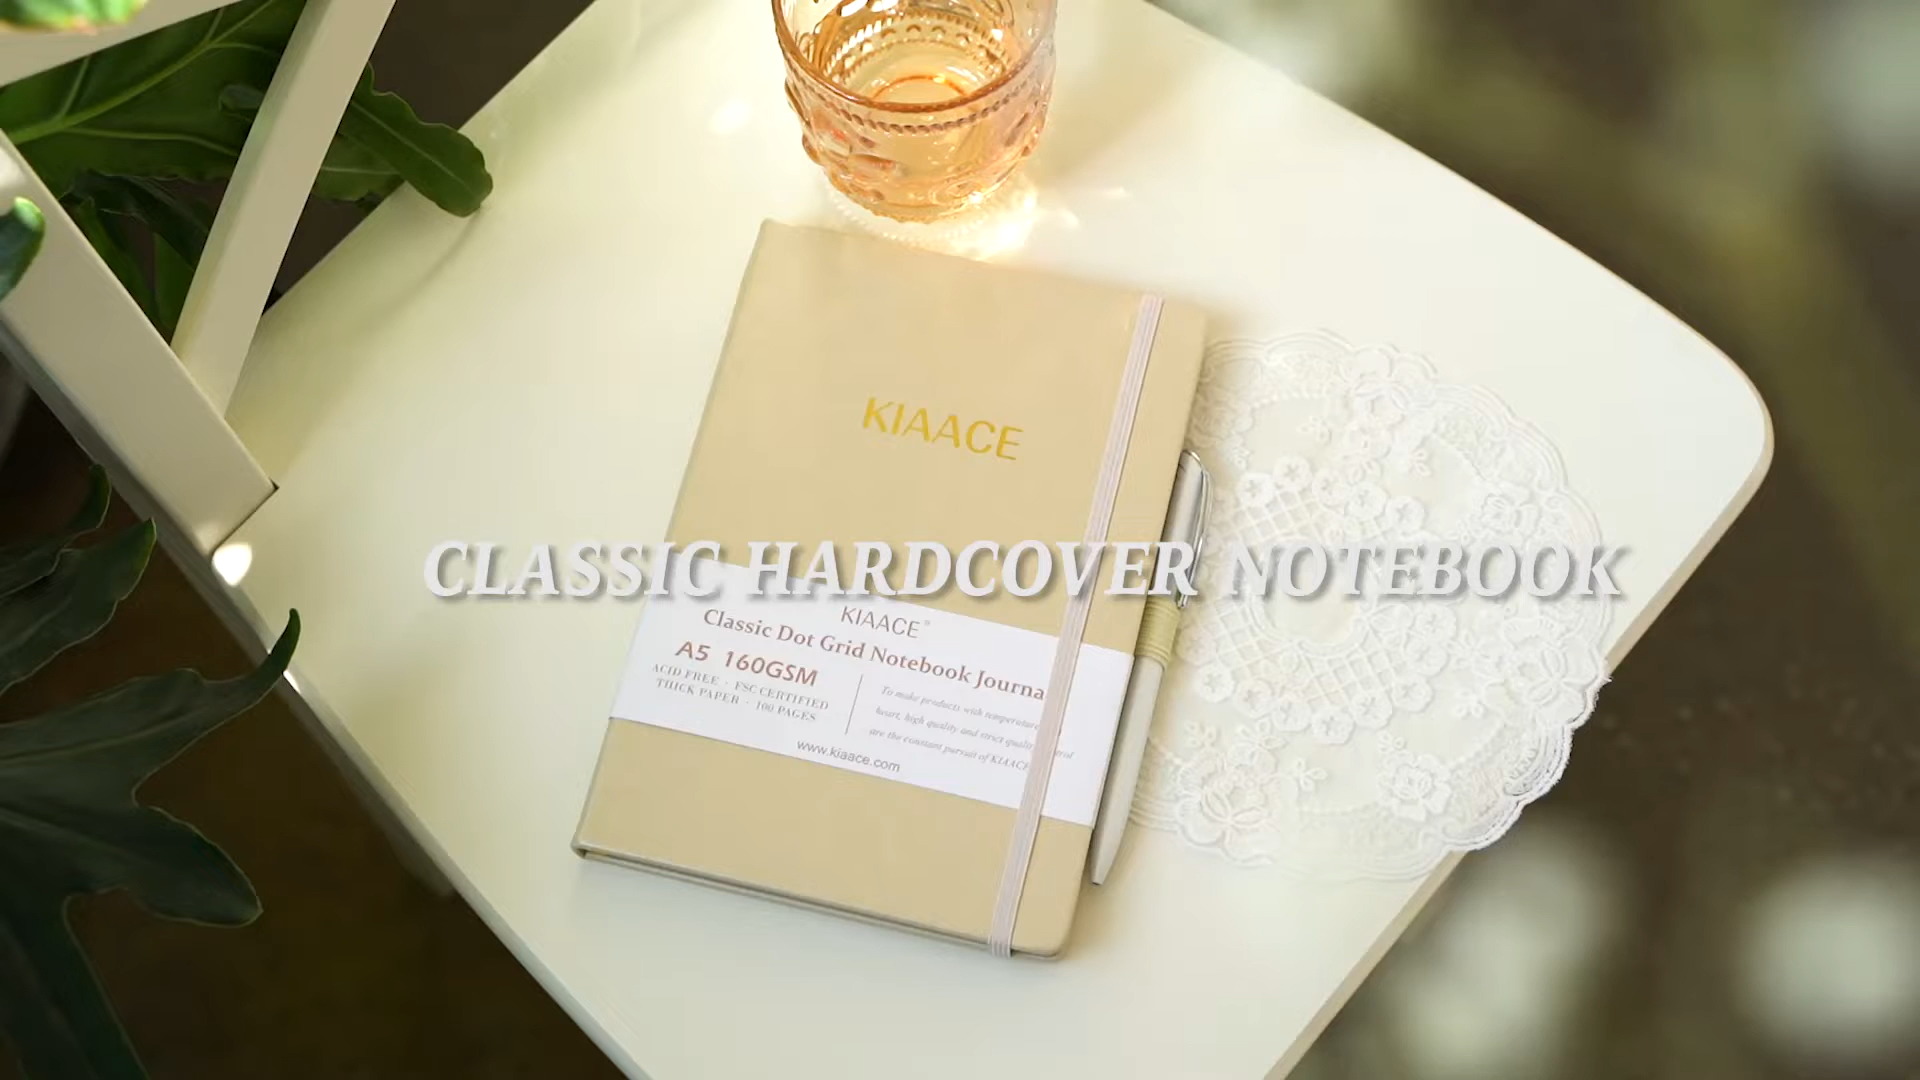 KIAACE
CLASSIC HARDCOVER NOTEBOOK
KIAACE®
Classic Dot Grid Notebook Journa
A5 160GSM
ACID FREE · FSC CERTIFIED
THICK PAPER · 100 PAGES
To make products with temperature
heart, high quality and strict quality
are the constant pursuit of KIAACE
www.kiaace.com